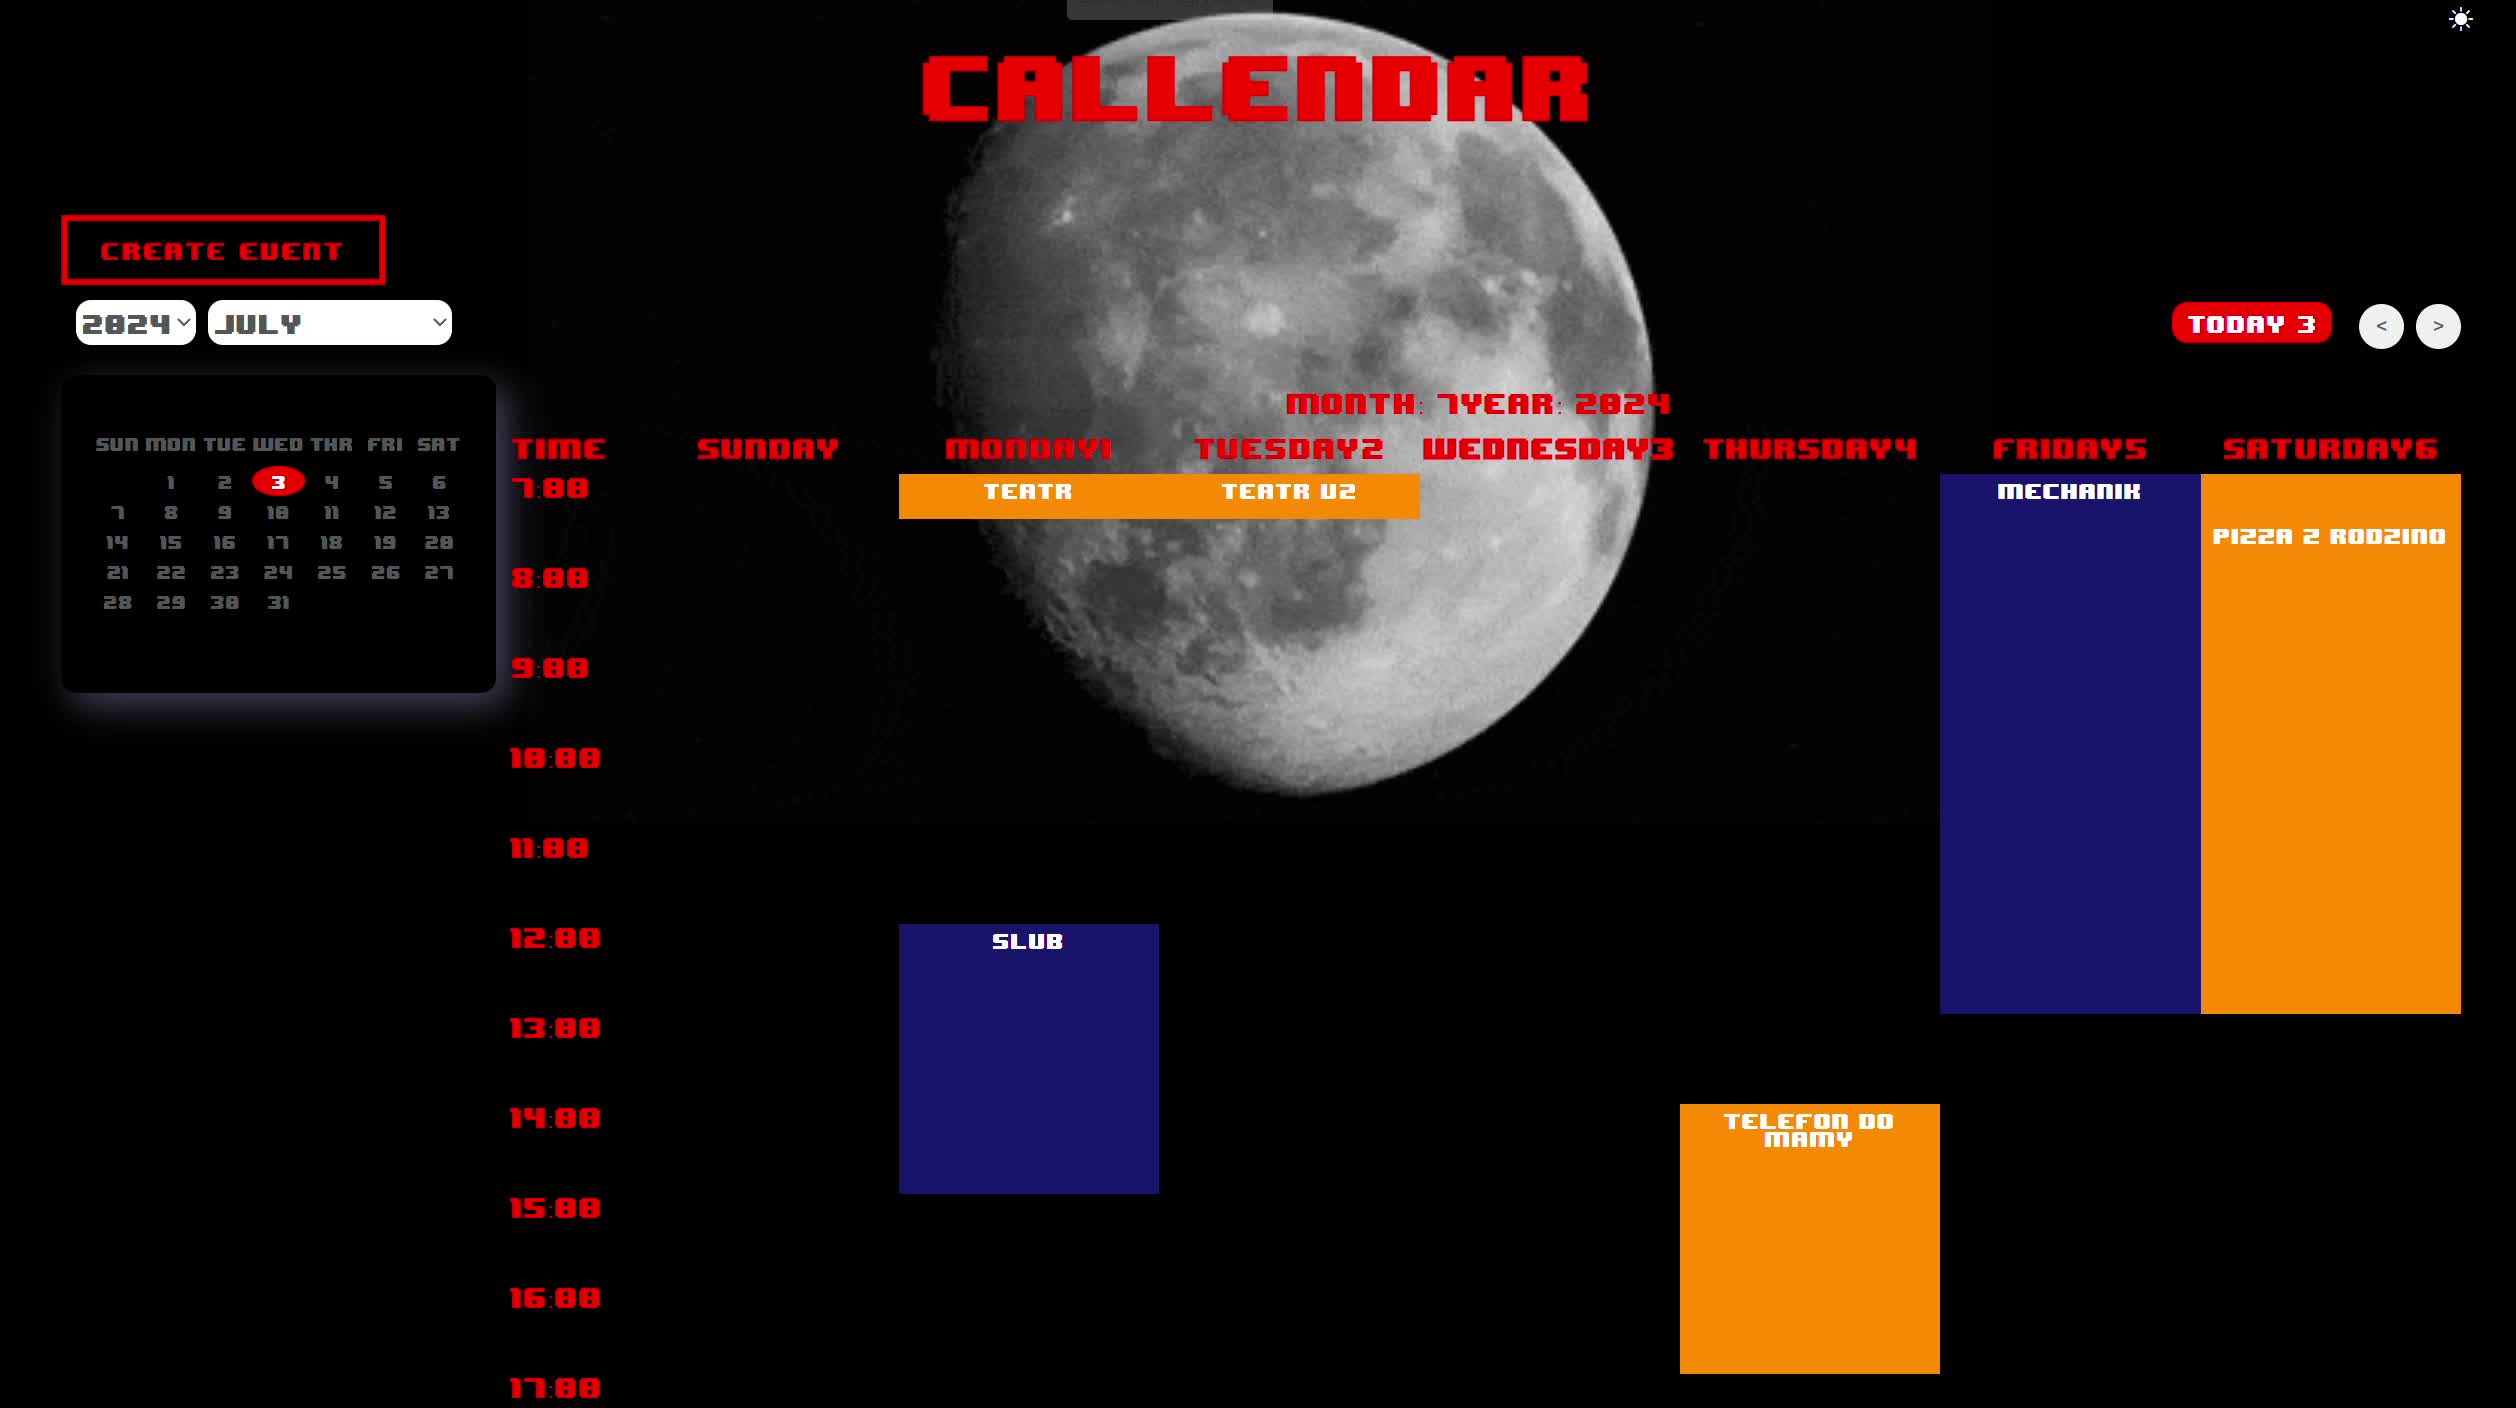 CALLENDAR
CREATE EVENT
2024 JULY
TODAY 3 < >
MONTH: 7YEAR: 2024
SUN MON TUE WED THR FRI SAT
1 2 3 4 5 6
7 8 9 10 11 12 13
14 15 16 17 18 19 20
21 22 23 24 25 26 27
28 29 30 31
TIME SUNDAY MONDAY1 TUESDAY2 WEDNESDAY3 THURSDAY4 FRIDAY5 SATURDAY6
7:00
TEATR
TEATR V2
MECHANIK
PIZZA Z RODZINO
8:00
9:00
10:00
11:00
12:00
SLUB
13:00
14:00
TELEFON DO
MAMY
15:00
16:00
17:00